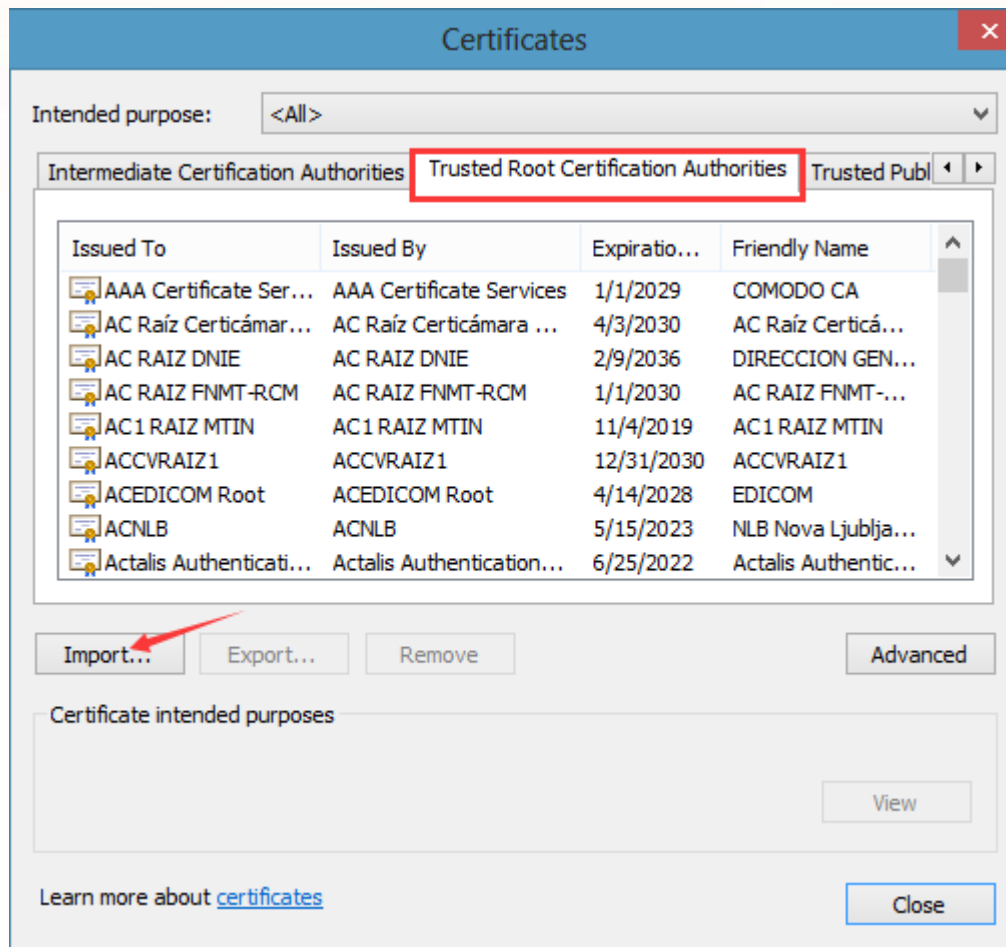 Certificates
Intended purpose: <All>
Intermediate Certification Authorities Trusted Root Certification Authorities Trusted Publ
Issued To Issued By Expiratio... Friendly Name
AAA Certificate Ser... AAA Certificate Services 1/1/2029 COMODO CA
AC Raíz Certicámar... AC Raíz Certicámara ... 4/3/2030 AC Raíz Certicá...
AC RAIZ DNIE AC RAIZ DNIE 2/9/2036 DIRECCION GEN...
AC RAIZ FNMT-RCM AC RAIZ FNMT-RCM 1/1/2030 AC RAIZ FNMT-...
AC1 RAIZ MTIN AC1 RAIZ MTIN 11/4/2019 AC1 RAIZ MTIN
ACCVRAIZ1 ACCVRAIZ1 12/31/2030 ACCVRAIZ1
ACEDICOM Root ACEDICOM Root 4/14/2028 EDICOM
ACNLB ACNLB 5/15/2023 NLB Nova Ljublja...
Actalis Authenticati... Actalis Authentication... 6/25/2022 Actalis Authentic...
Import... Export... Remove Advanced
Certificate intended purposes
View
Learn more about certificates
Close